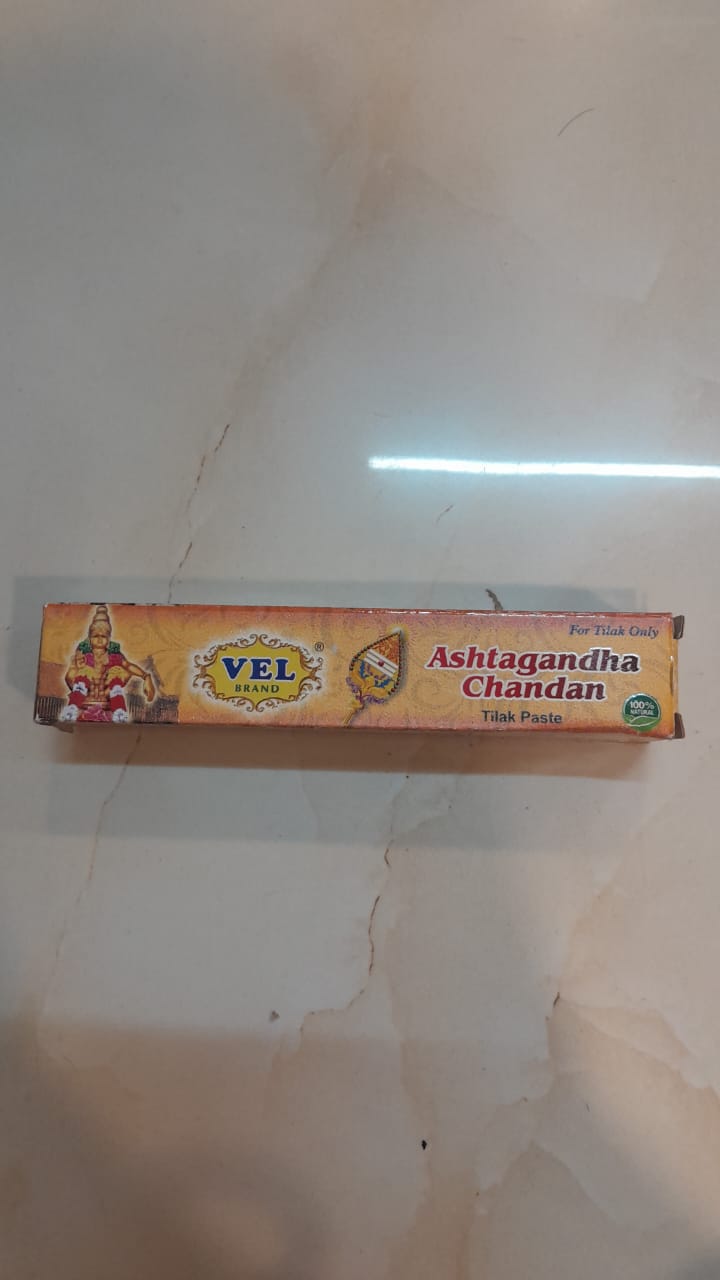 VEL
BRAND
®
For Tilak Only
Ashtagandha
Chandan
Tilak Paste
100%
NATURAL